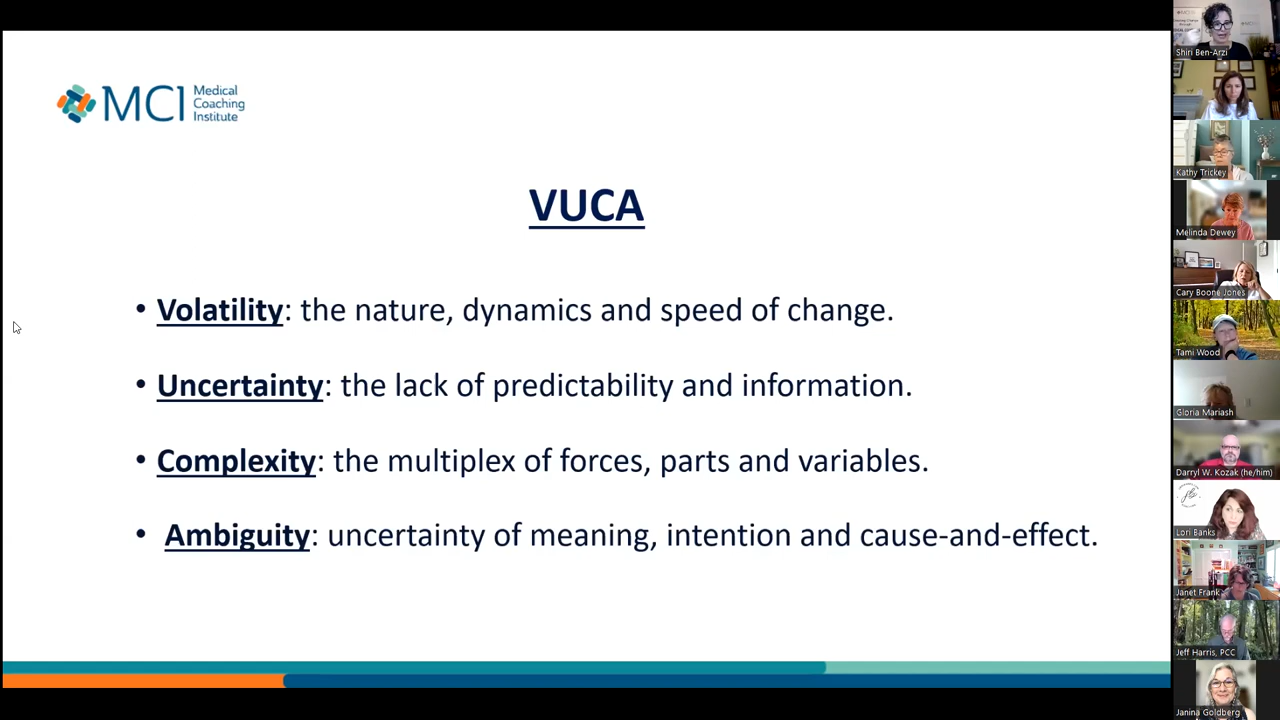 MCI Medical
Coaching
Institute
VUCA
• Volatility: the nature, dynamics and speed of change.
• Uncertainty: the lack of predictability and information.
• Complexity: the multiplex of forces, parts and variables.
• Ambiguity: uncertainty of meaning, intention and cause-and-effect.
Shiri Ben-Arzi
Kathy Trickey
Melinda Dewey
Cary Boone Jones
Tami Wood
Gloria Mariash
Darryl W. Kozak (he/him)
Lori Banks
Janet Frank
Jeff Harris, PCC
Janina Goldberg